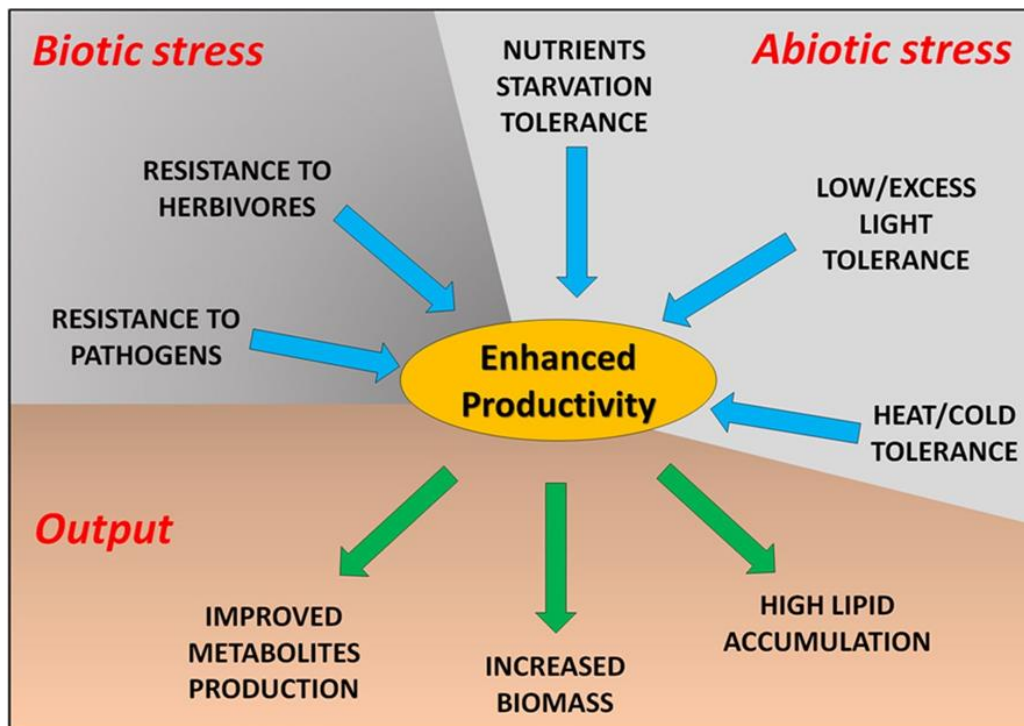 Biotic stress
Abiotic stress
NUTRIENTS
STARVATION
TOLERANCE
RESISTANCE TO
HERBIVORES
LOW/EXCESS
LIGHT
TOLERANCE
RESISTANCE TO
PATHOGENS
Enhanced
Productivity
HEAT/COLD
TOLERANCE
Output
IMPROVED
METABOLITES
PRODUCTION
INCREASED
BIOMASS
HIGH LIPID
ACCUMULATION